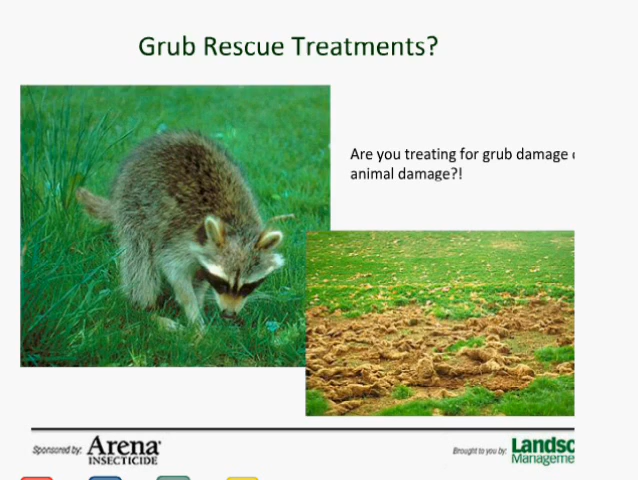 Grub Rescue Treatments?
Are you treating for grub damage
animal damage?!
Sponsored by: Arena
INSECTICIDE
Brought to you by: Landsc
Manageme